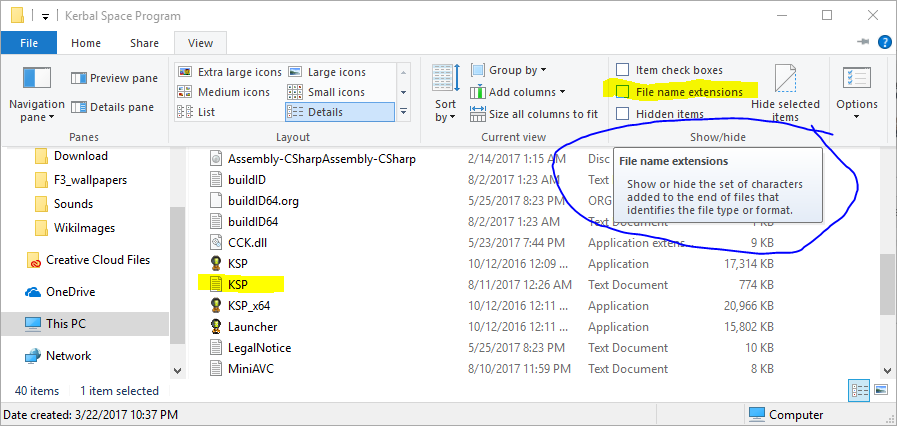 Kerbal Space Program
File Home Share View
Navigation pane
Preview pane
Details pane
Panes
Extra large icons Large icons
Medium icons Small icons
List Details
Layout
Sort by
Group by
Add columns
Size all columns to fit
Current view
Item check boxes
File name extensions
Hidden items
Hide selected items
Show/hide
Options
Download
F3_wallpapers
Sounds
WikiImages
Creative Cloud Files
OneDrive
This PC
Network
Assembly-CSharpAssembly-CSharp 2/14/2017 1:15 AM Disc
buildID 8/2/2017 1:23 AM Text D
buildID64.org 5/25/2017 8:23 PM ORG
buildID64 8/2/2017 1:23 AM Text Document 1 KB
CCK.dll 5/23/2017 7:44 PM Application extens... 9 KB
KSP 10/12/2016 12:09 ... Application 17,314 KB
KSP 8/11/2017 12:26 AM Text Document 774 KB
KSP_x64 10/12/2016 12:11 ... Application 20,966 KB
Launcher 10/12/2016 12:11 ... Application 15,802 KB
LegalNotice 5/25/2017 8:23 PM Text Document 10 KB
MiniAVC 8/10/2017 11:59 PM Text Document 8 KB
File name extensions
Show or hide the set of characters
added to the end of files that
identifies the file type or format.
40 items 1 item selected
Date created: 3/22/2017 10:37 PM Computer